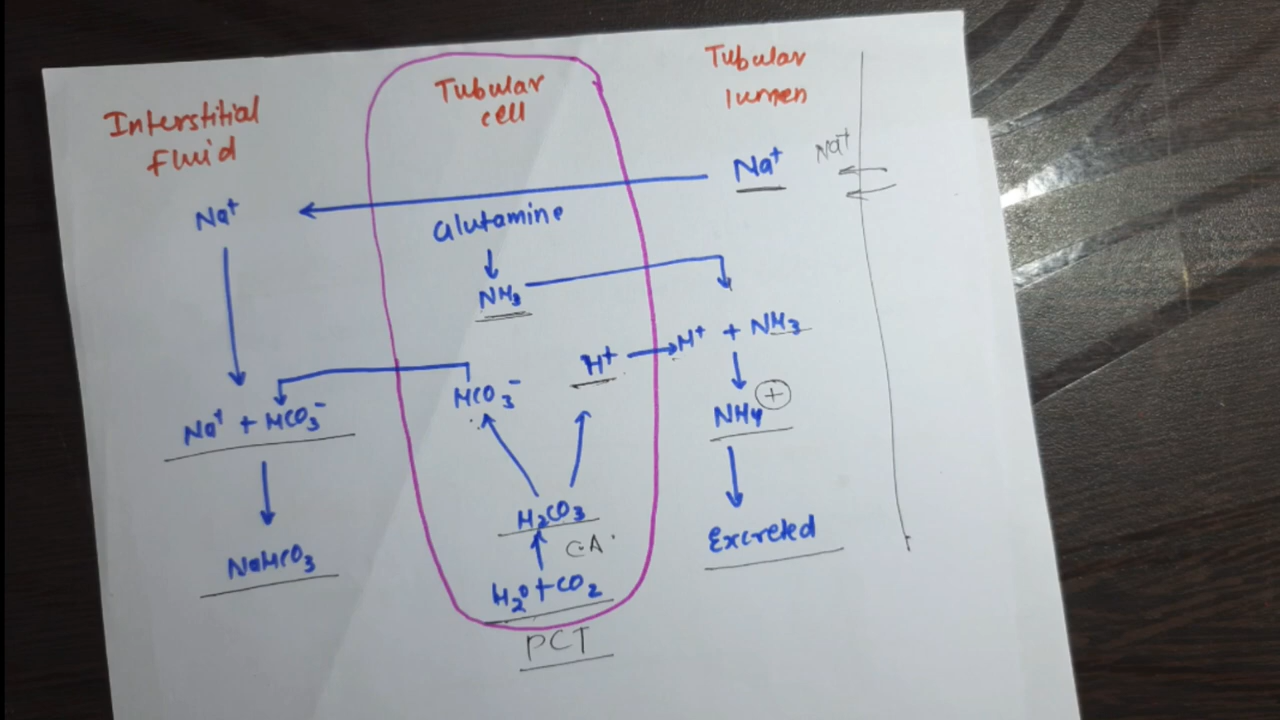 Interstitial
Fluid
Tubular
cell
Tubular
lumen
Na⁺
Na⁺
Na⁺
Glutamine
NH₃
H⁺
H⁺ + NH₃
HCO₃⁻
Na⁺ + HCO₃⁻
NH₄⁺
H₂CO₃
C.A.
Excreted
NaHCO₃
H₂O + CO₂
PCT